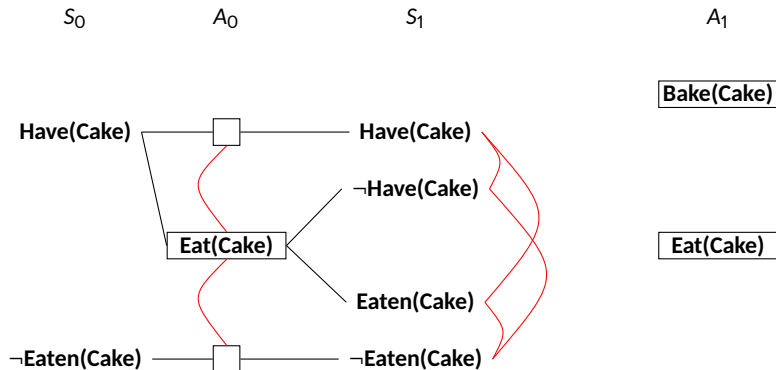 S0 A0 S1 A1
Bake(Cake)
Have(Cake) Have(Cake)
¬Have(Cake)
Eat(Cake) Eat(Cake)
Eaten(Cake)
¬Eaten(Cake) ¬Eaten(Cake)